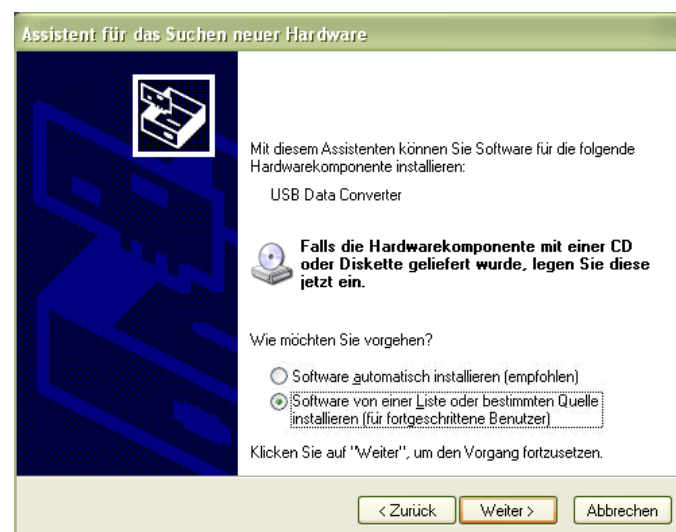 Assistent für das Suchen neuer Hardware
Mit diesem Assistenten können Sie Software für die folgende
Hardwarekomponente installieren:
USB Data Converter
Falls die Hardwarekomponente mit einer CD
oder Diskette geliefert wurde, legen Sie diese
jetzt ein.
Wie möchten Sie vorgehen?
Software automatisch installieren (empfohlen)
Software von einer Liste oder bestimmten Quelle
installieren (für fortgeschrittene Benutzer)
Klicken Sie auf "Weiter", um den Vorgang fortzusetzen.
< Zurück Weiter > Abbrechen